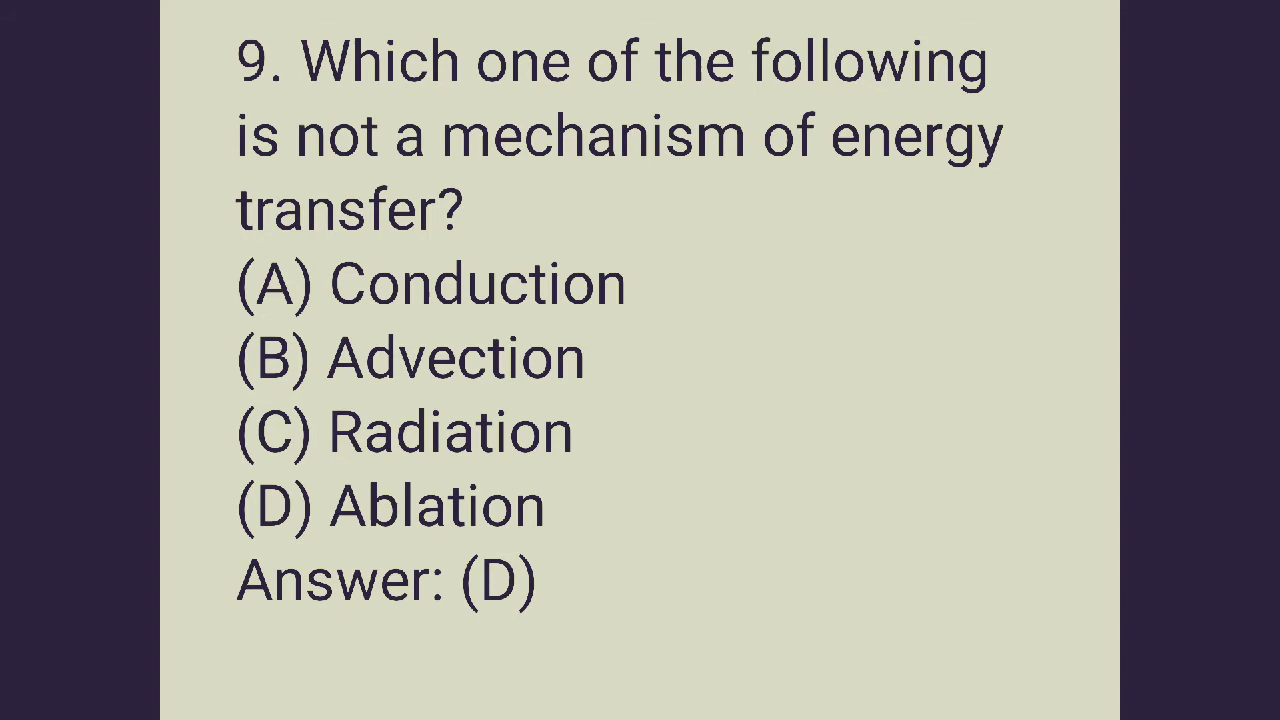 9. Which one of the following
is not a mechanism of energy
transfer?
(A) Conduction
(B) Advection
(C) Radiation
(D) Ablation
Answer: (D)